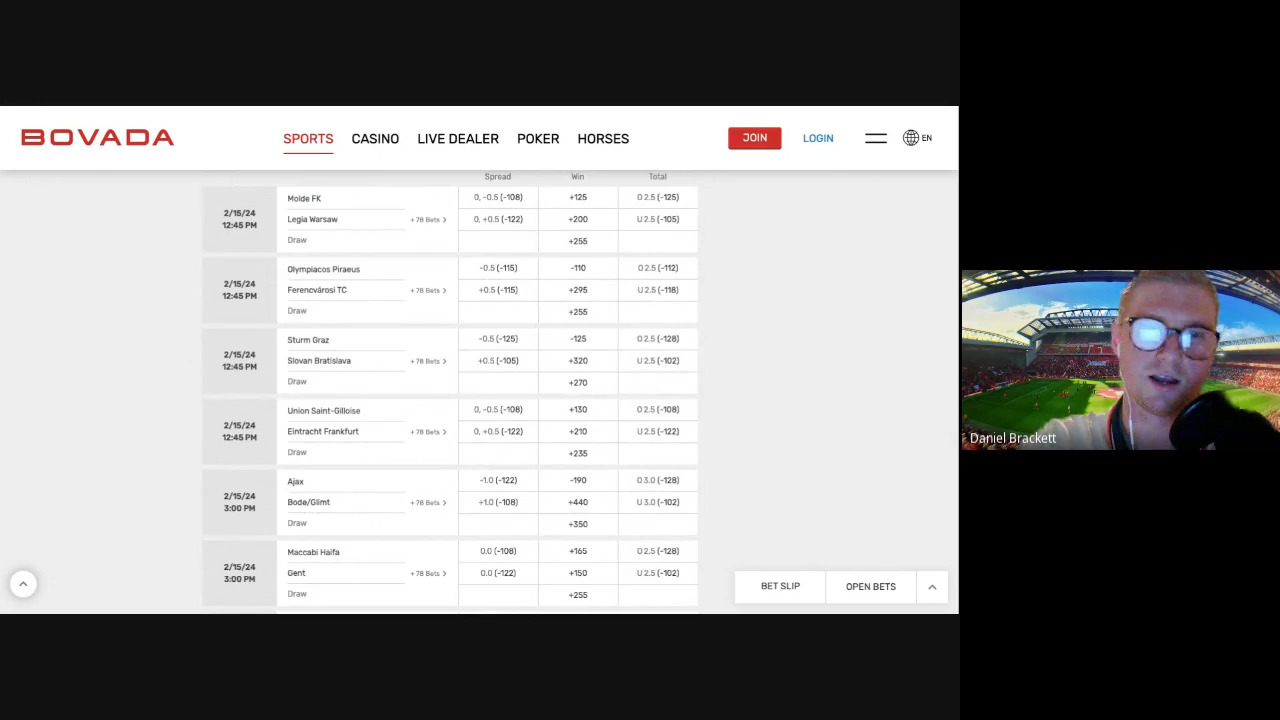 BOVADA
SPORTS CASINO LIVE DEALER POKER HORSES
JOIN LOGIN EN
Spread Win Total
2/15/24
12:45 PM
Molde FK 0, -0.5 (-108) +125 O 2.5 (-125)
Legia Warsaw +78 Bets > 0, +0.5 (-122) +200 U 2.5 (-105)
Draw +255
2/15/24
12:45 PM
Olympiacos Piraeus -0.5 (-115) -110 O 2.5 (-112)
Ferencvárosi TC +78 Bets > +0.5 (-115) +295 U 2.5 (-118)
Draw +255
2/15/24
12:45 PM
Sturm Graz -0.5 (-125) -125 O 2.5 (-128)
Slovan Bratislava +78 Bets > +0.5 (-105) +320 U 2.5 (-102)
Draw +270
2/15/24
12:45 PM
Union Saint-Gilloise 0, -0.5 (-108) +130 O 2.5 (-108)
Eintracht Frankfurt +78 Bets > 0, +0.5 (-122) +210 U 2.5 (-122)
Draw +235
2/15/24
3:00 PM
Ajax -1.0 (-122) -190 O 3.0 (-128)
Bode/Glimt +78 Bets > +1.0 (-108) +440 U 3.0 (-102)
Draw +350
2/15/24
3:00 PM
Maccabi Haifa 0.0 (-108) +165 O 2.5 (-128)
Gent +78 Bets > 0.0 (-122) +150 U 2.5 (-102)
Draw +255
BET SLIP OPEN BETS
Daniel Brackett